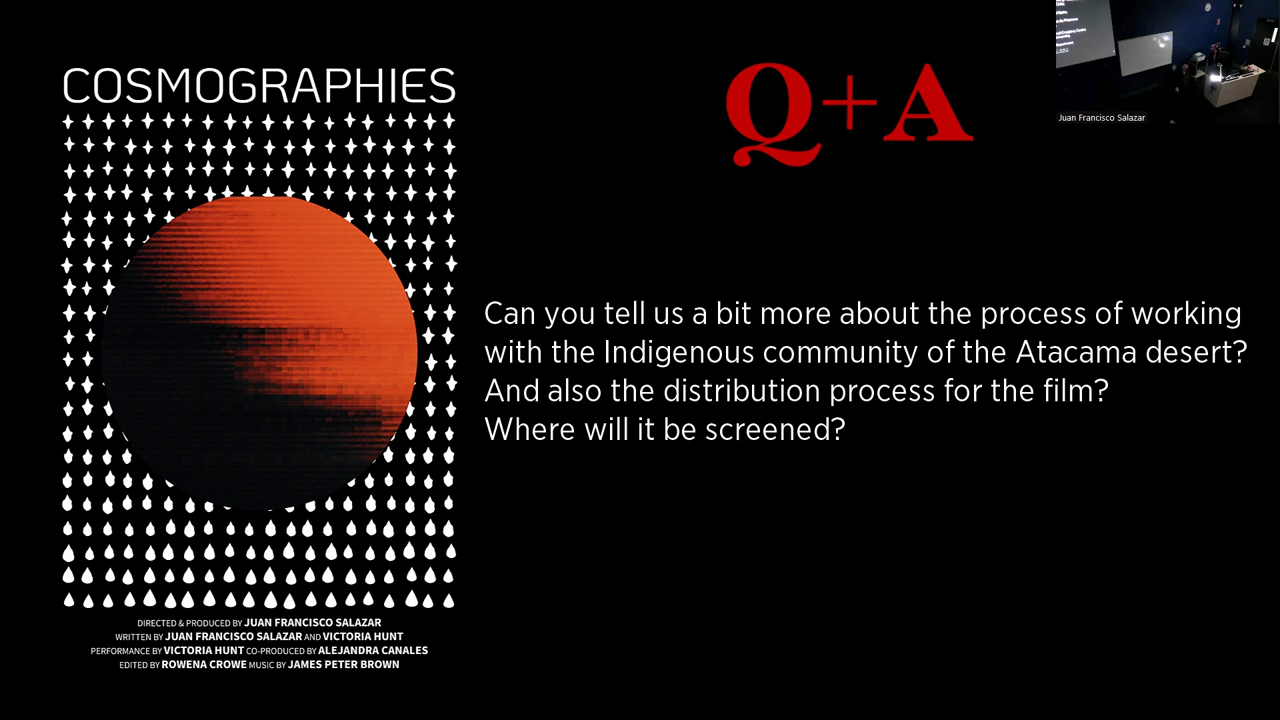 COSMOGRAPHIES
DIRECTED & PRODUCED BY JUAN FRANCISCO SALAZAR
WRITTEN BY JUAN FRANCISCO SALAZAR AND VICTORIA HUNT
PERFORMANCE BY VICTORIA HUNT CO-PRODUCED BY ALEJANDRA CANALES
EDITED BY ROWENA CROWE MUSIC BY JAMES PETER BROWN
Q+A
Can you tell us a bit more about the process of working
with the Indigenous community of the Atacama desert?
And also the distribution process for the film?
Where will it be screened?
Juan Francisco Salazar